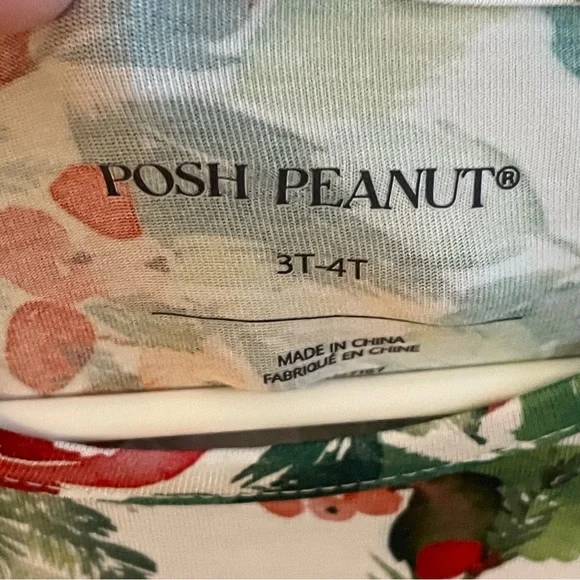 POSH PEANUT®
3T-4T
MADE IN CHINA
FABRIQUÉ EN CHINE